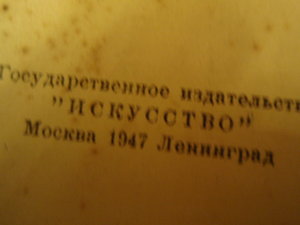 Государственное издательств
"ИСКУССТВО"
Москва 1947 Ленинград